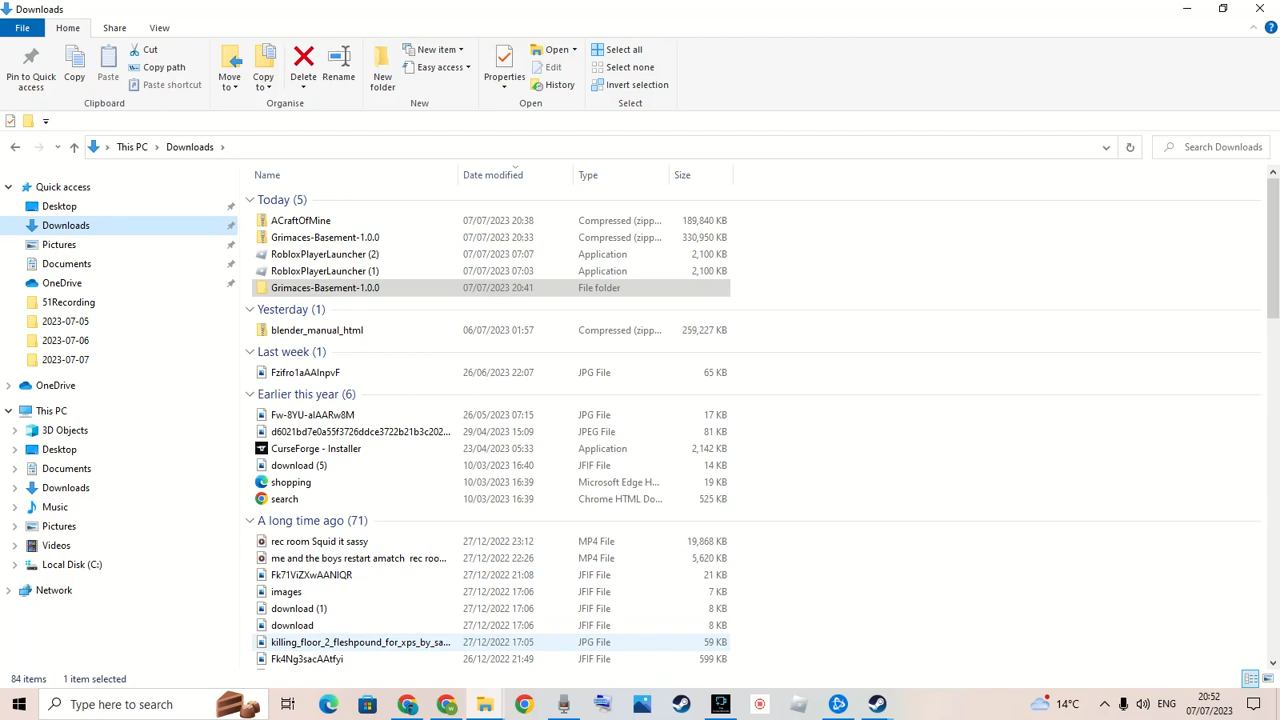 Downloads
File Home Share View
Pin to Quick access
Copy
Paste
Cut
Copy path
Paste shortcut
Clipboard
Move to
Copy to
Delete
Rename
Organise
New folder
New item
Easy access
New
Properties
Open
Edit
History
Open
Select all
Select none
Invert selection
Select
This PC > Downloads >
Search Downloads
Quick access
Desktop
Downloads
Pictures
Documents
OneDrive
51Recording
2023-07-05
2023-07-06
2023-07-07
OneDrive
This PC
3D Objects
Desktop
Documents
Downloads
Music
Pictures
Videos
Local Disk (C:)
Network
Name Date modified Type Size
Today (5)
ACraftOfMine 07/07/2023 20:38 Compressed (zipp... 189,840 KB
Grimaces-Basement-1.0.0 07/07/2023 20:33 Compressed (zipp... 330,950 KB
RobloxPlayerLauncher (2) 07/07/2023 07:07 Application 2,100 KB
RobloxPlayerLauncher (1) 07/07/2023 07:03 Application 2,100 KB
Grimaces-Basement-1.0.0 07/07/2023 20:41 File folder
Yesterday (1)
blender_manual_html 06/07/2023 01:57 Compressed (zipp... 259,227 KB
Last week (1)
Fzifro1aAAInpvF 26/06/2023 22:07 JPG File 65 KB
Earlier this year (6)
Fw-8YU-aIAARw8M 26/05/2023 07:15 JPG File 17 KB
d6021bd7e0a55f3726ddce3722b21b3c202... 29/04/2023 15:09 JPEG File 81 KB
CurseForge - Installer 23/04/2023 05:33 Application 2,142 KB
download (5) 10/03/2023 16:40 JFIF File 14 KB
shopping 10/03/2023 16:39 Microsoft Edge H... 19 KB
search 10/03/2023 16:39 Chrome HTML Do... 525 KB
A long time ago (71)
rec room Squid it sassy 27/12/2022 23:12 MP4 File 19,868 KB
me and the boys restart amatch rec roo... 27/12/2022 22:26 MP4 File 5,620 KB
Fk71ViZXwAANIQR 27/12/2022 21:08 JFIF File 21 KB
images 27/12/2022 17:06 JFIF File 7 KB
download (1) 27/12/2022 17:06 JFIF File 8 KB
download 27/12/2022 17:06 JFIF File 8 KB
killing_floor_2_fleshpound_for_xps_by_sa... 27/12/2022 17:05 JPG File 59 KB
Fk4Ng3sacAAtfyi 26/12/2022 21:49 JFIF File 599 KB
84 items 1 item selected
Type here to search
14°C
ENG
20:52
07/07/2023